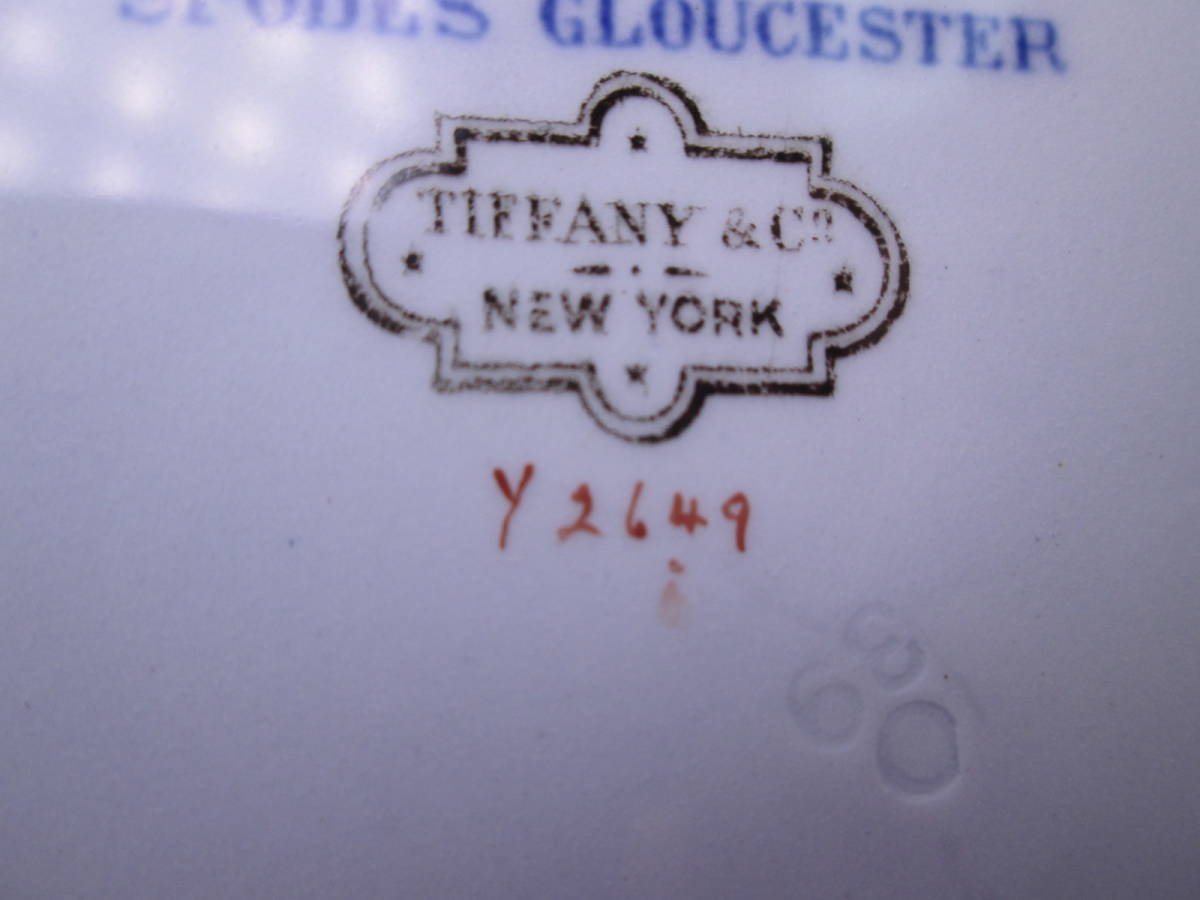 SPODES GLOUCESTER
TIFFANY & Co
NEW YORK
Y2649